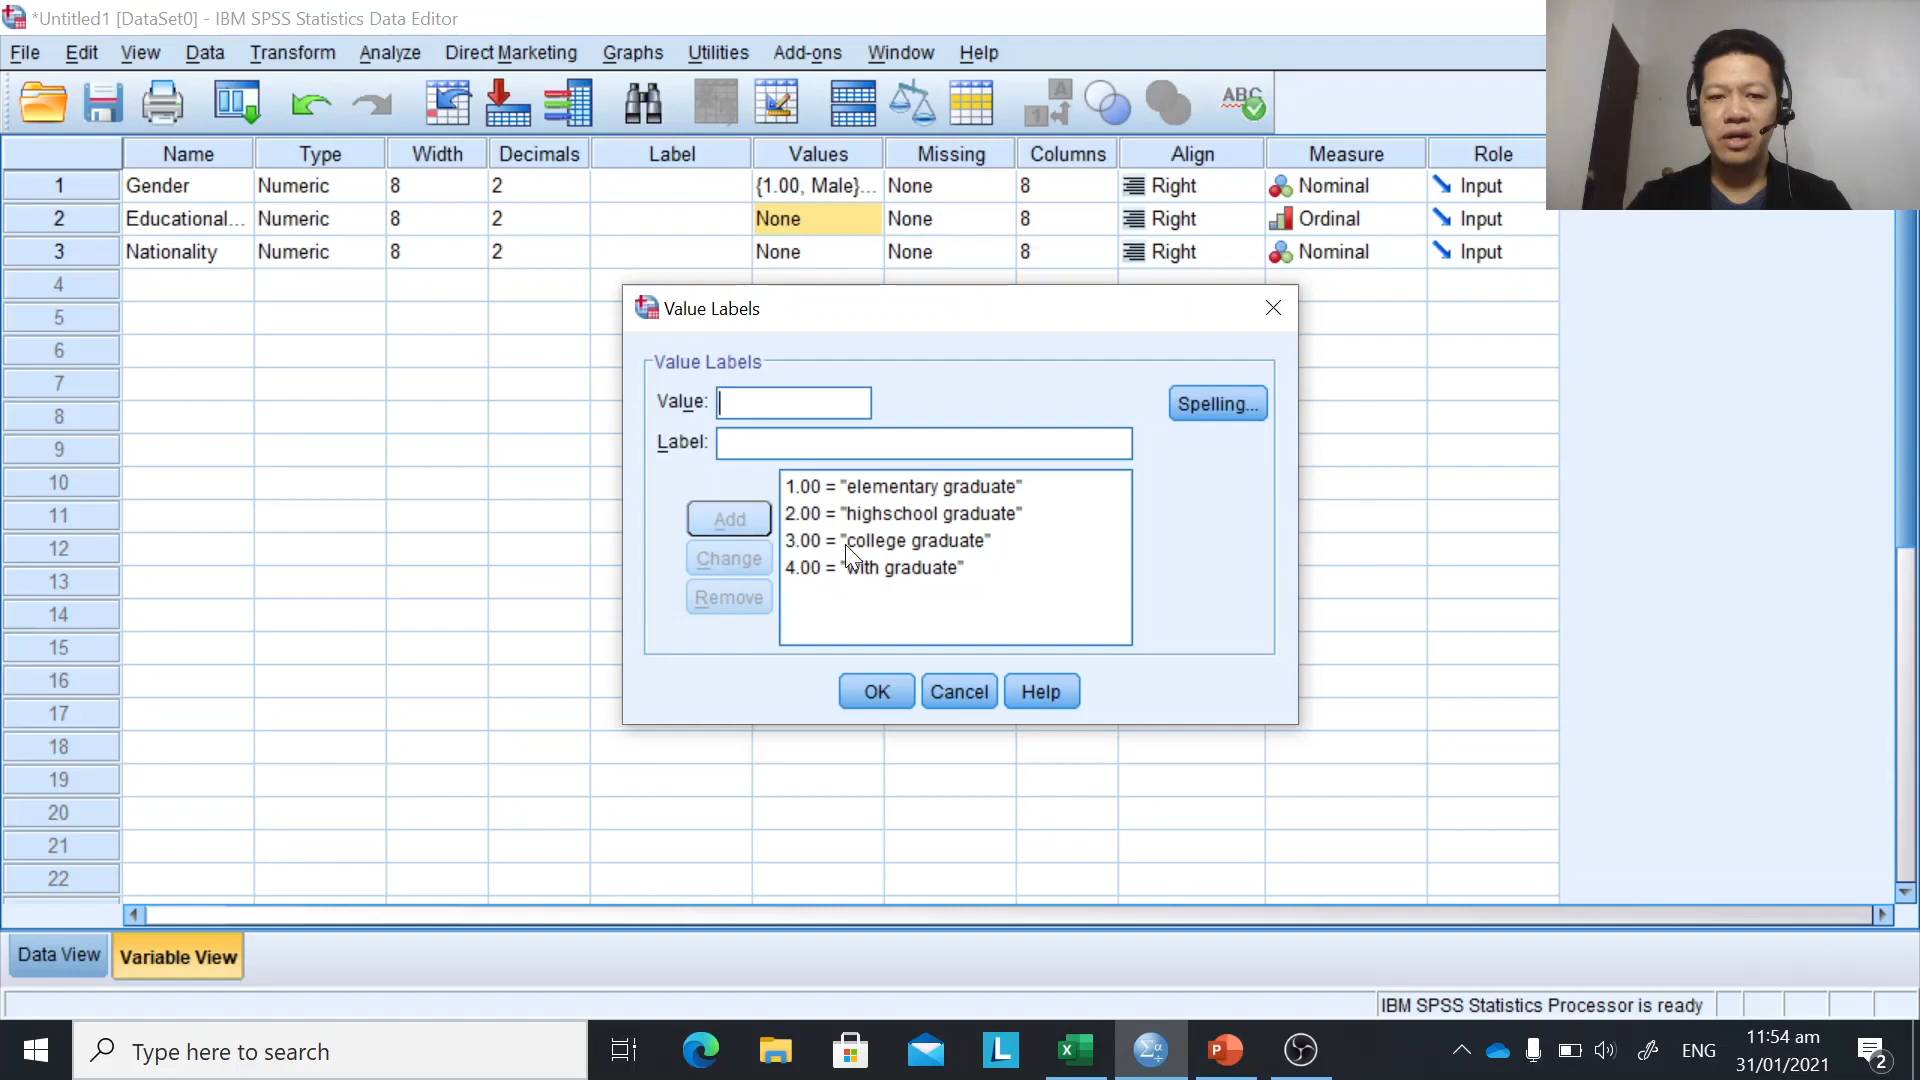 *Untitled1 [DataSet0] - IBM SPSS Statistics Data Editor
File Edit View Data Transform Analyze Direct Marketing Graphs Utilities Add-ons Window Help
A
1
ABC
Name Type Width Decimals Label Values Missing Columns Align Measure Role
1 Gender Numeric 8 2 {1.00, Male}... None 8 Right Nominal Input
2 Educational... Numeric 8 2 None None 8 Right Ordinal Input
3 Nationality Numeric 8 2 None None 8 Right Nominal Input
4
5
6
7
8
9
10
11
12
13
14
15
16
17
18
19
20
21
22
Value Labels
Value Labels
Value:
Spelling...
Label:
1.00 = "elementary graduate"
2.00 = "highschool graduate"
3.00 = "college graduate"
4.00 = "with graduate"
Add
Change
Remove
OK Cancel Help
Data View Variable View
IBM SPSS Statistics Processor is ready
Type here to search
L
Σα
P
ENG
11:54 am
31/01/2021
2